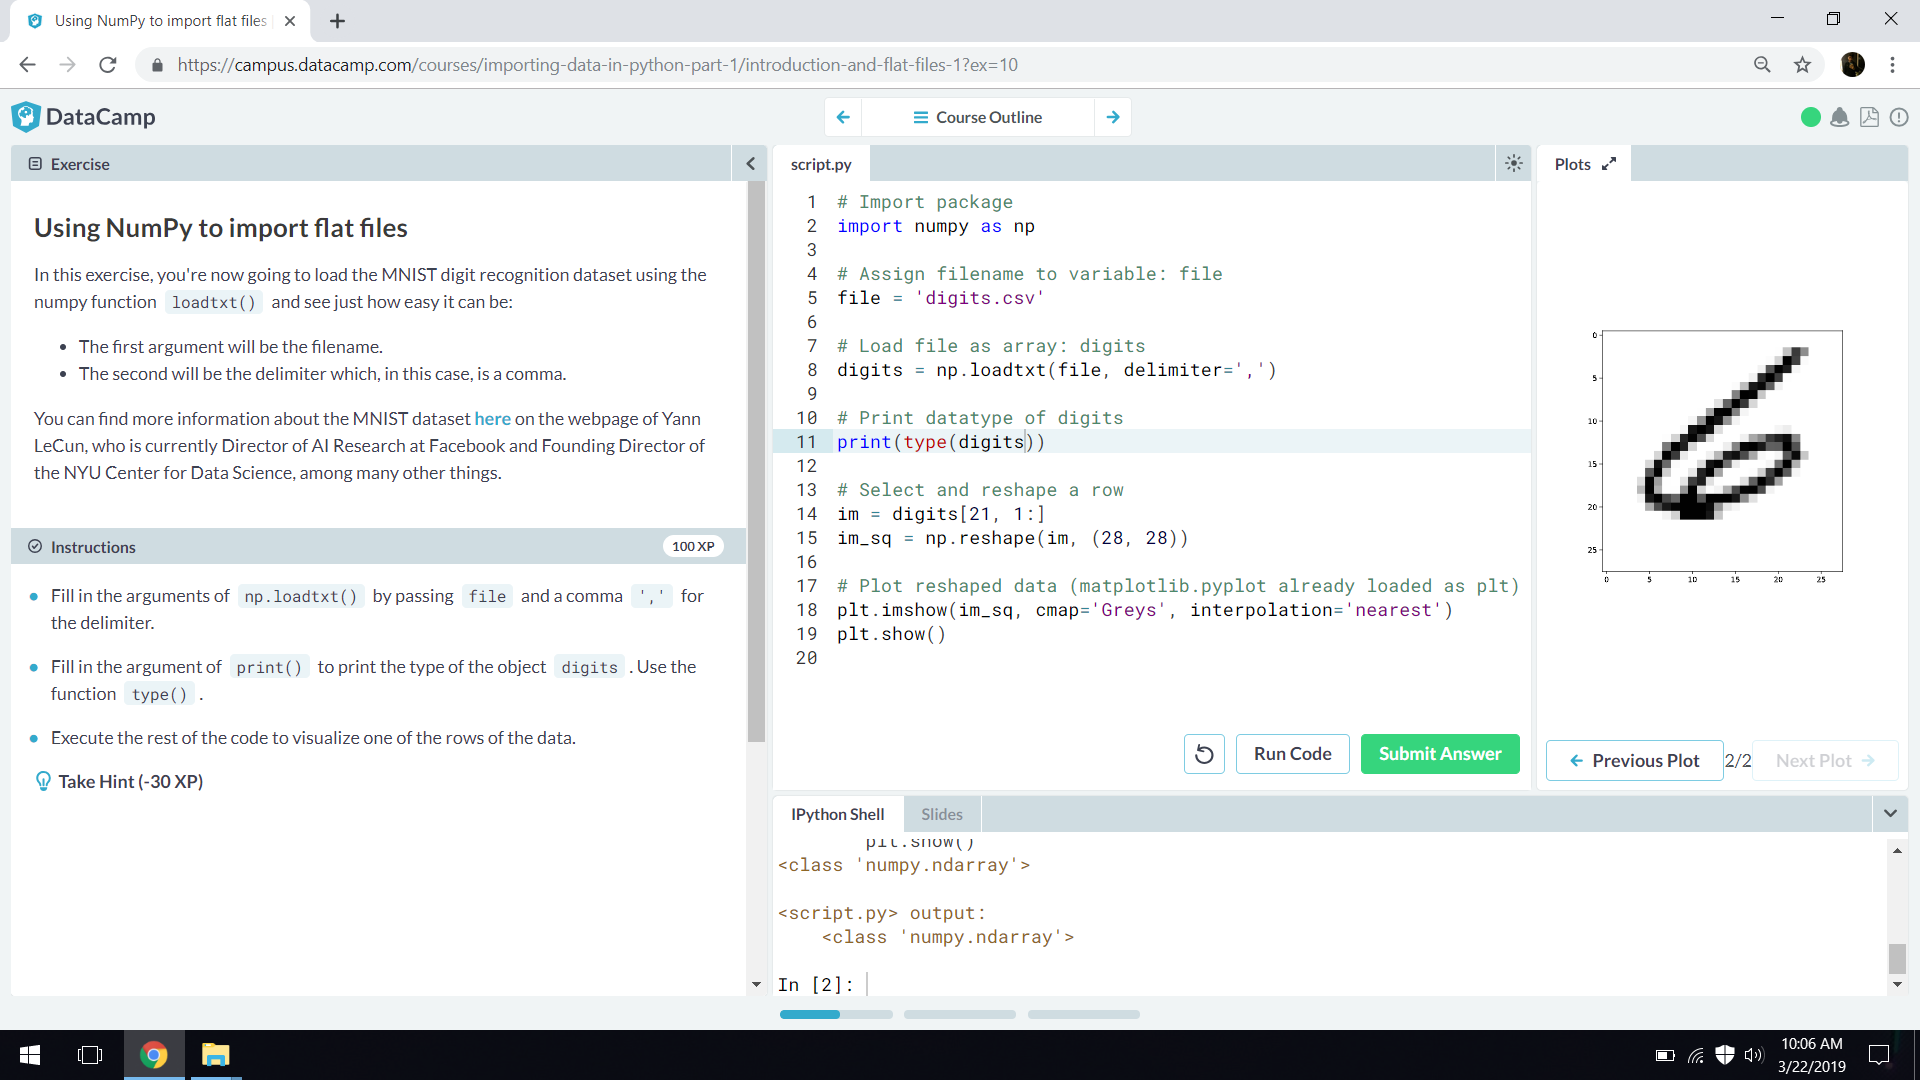 Using NumPy to import flat files
https://campus.datacamp.com/courses/importing-data-in-python-part-1/introduction-and-flat-files-1?ex=10
DataCamp
Course Outline
Exercise
Using NumPy to import flat files
In this exercise, you're now going to load the MNIST digit recognition dataset using the
numpy function loadtxt() and see just how easy it can be:
The first argument will be the filename.
The second will be the delimiter which, in this case, is a comma.
You can find more information about the MNIST dataset here on the webpage of Yann
LeCun, who is currently Director of AI Research at Facebook and Founding Director of
the NYU Center for Data Science, among many other things.
Instructions
100 XP
Fill in the arguments of np.loadtxt() by passing file and a comma ',' for
the delimiter.
Fill in the argument of print() to print the type of the object digits . Use the
function type() .
Execute the rest of the code to visualize one of the rows of the data.
Take Hint (-30 XP)
script.py
1 # Import package
2 import numpy as np
3
4 # Assign filename to variable: file
5 file = 'digits.csv'
6
7 # Load file as array: digits
8 digits = np.loadtxt(file, delimiter=',')
9
10 # Print datatype of digits
11 print(type(digits))
12
13 # Select and reshape a row
14 im = digits[21, 1:]
15 im_sq = np.reshape(im, (28, 28))
16
17 # Plot reshaped data (matplotlib.pyplot already loaded as plt)
18 plt.imshow(im_sq, cmap='Greys', interpolation='nearest')
19 plt.show()
20
Run Code
Submit Answer
Plots
0
5
10
15
20
25
0 5 10 15 20 25
Previous Plot
2/2
Next Plot
IPython Shell
Slides
plt.show()
<class 'numpy.ndarray'>
<script.py> output:
<class 'numpy.ndarray'>
In [2]:
10:06 AM
3/22/2019